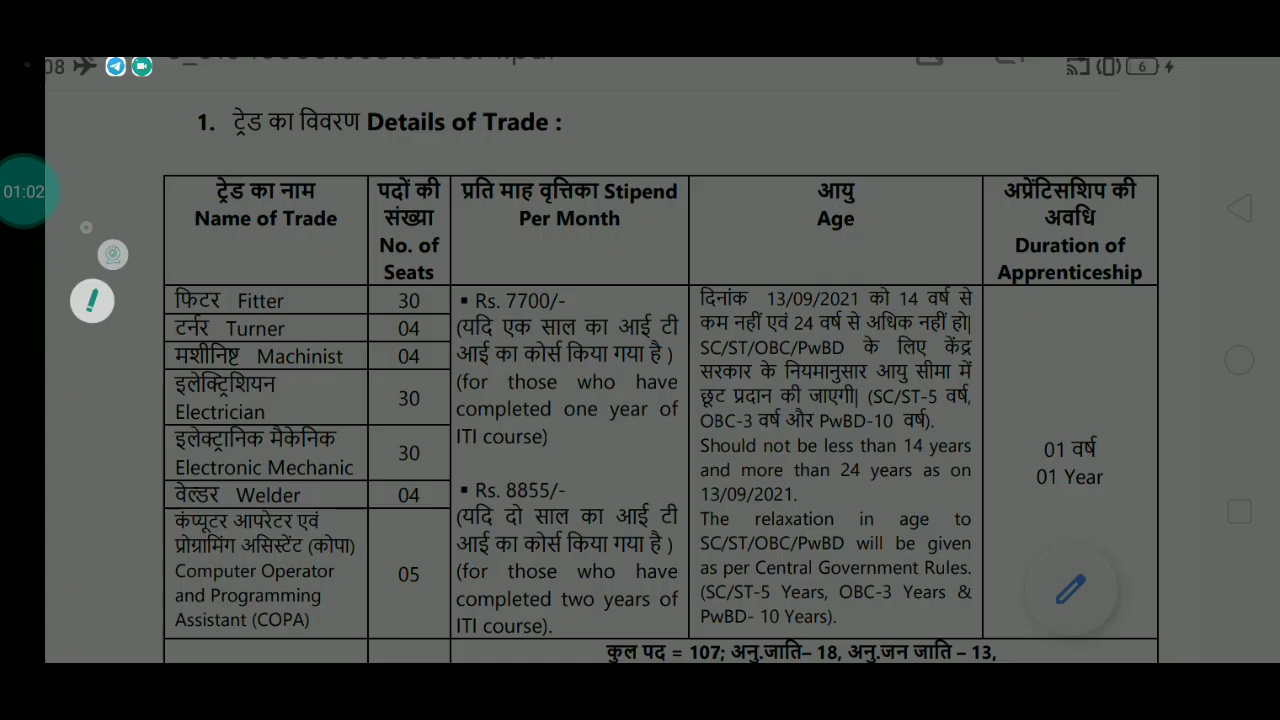 08
6
01:02
1. ट्रेड का विवरण Details of Trade :
ट्रेड का नाम
Name of Trade
पदों की
संख्या
No. of
Seats
प्रति माह वृत्तिका Stipend
Per Month
आयु
Age
अप्रेंटिसशिप की
अवधि
Duration of
Apprenticeship
फिटर Fitter
30
टर्नर Turner
04
मशीनिष्ट Machinist
04
इलेक्ट्रिशियन
Electrician
30
इलेक्ट्रानिक मैकेनिक
Electronic Mechanic
30
वेल्डर Welder
04
कंप्यूटर आपरेटर एवं
प्रोग्रामिंग असिस्टेंट (कोपा)
Computer Operator
and Programming
Assistant (COPA)
05
▪ Rs. 7700/-
(यदि एक साल का आई टी
आई का कोर्स किया गया है )
(for those who have
completed one year of
ITI course)
▪ Rs. 8855/-
(यदि दो साल का आई टी
आई का कोर्स किया गया है )
(for those who have
completed two years of
ITI course).
दिनांक 13/09/2021 को 14 वर्ष से
कम नहीं एवं 24 वर्ष से अधिक नहीं हो|
SC/ST/OBC/PwBD के लिए केंद्र
सरकार के नियमानुसार आयु सीमा में
छूट प्रदान की जाएगी| (SC/ST-5 वर्ष,
OBC-3 वर्ष और PwBD-10 वर्ष).
Should not be less than 14 years
and more than 24 years as on
13/09/2021.
The relaxation in age to
SC/ST/OBC/PwBD will be given
as per Central Government Rules.
(SC/ST-5 Years, OBC-3 Years &
PwBD- 10 Years).
01 वर्ष
01 Year
कुल पद = 107; अनु.जाति– 18, अनु.जन जाति – 13,